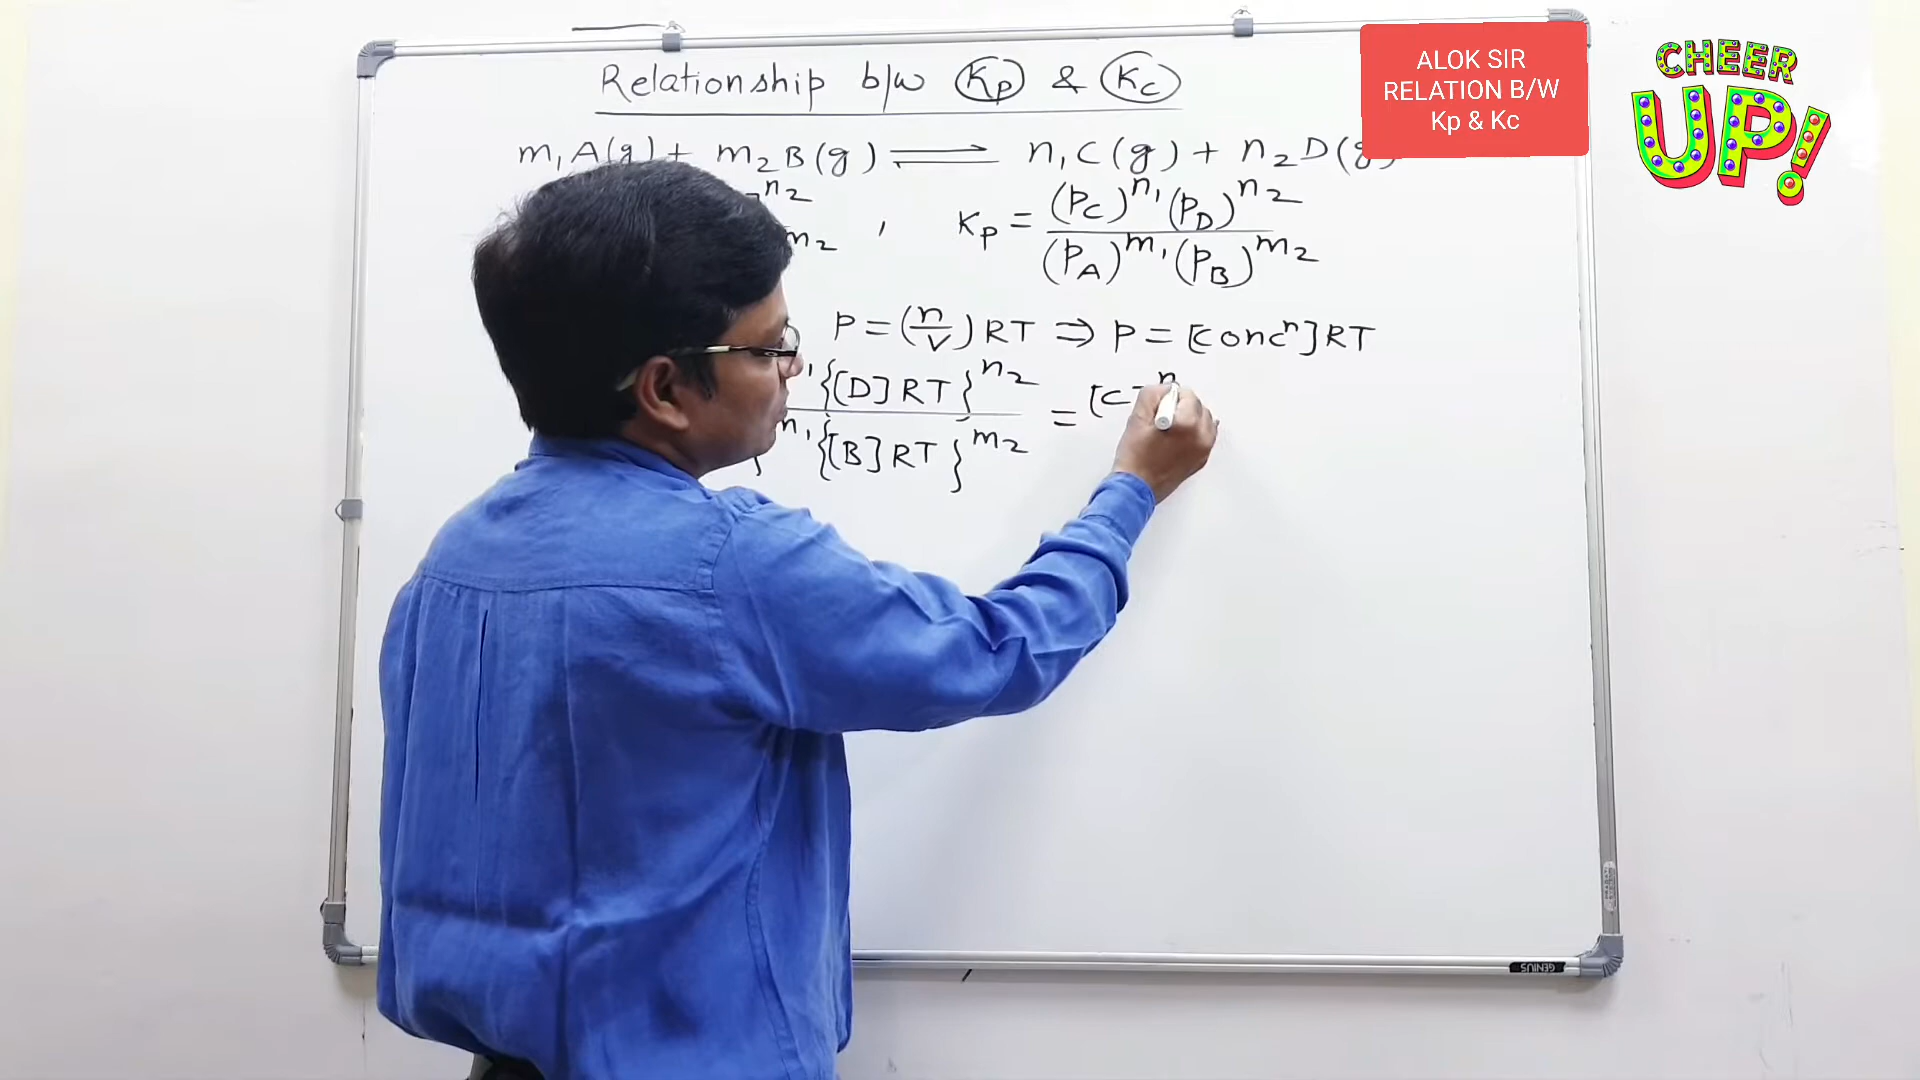 Relationship b/w Kp & Kc
m₁A(g) + m₂B(g) ⇌ n₁C(g) + n₂D(g)
n₂
m₂ , Kp = (PC)^n₁ (PD)^n₂ / (PA)^m₁ (PB)^m₂
P = (n/V) RT ⇒ P = [concⁿ] RT
{[D] RT}^n₂ / {[B] RT}^m₂ = [C]^n
ALOK SIR
RELATION B/W
Kp & Kc
CHEER
UP!
GENIUS